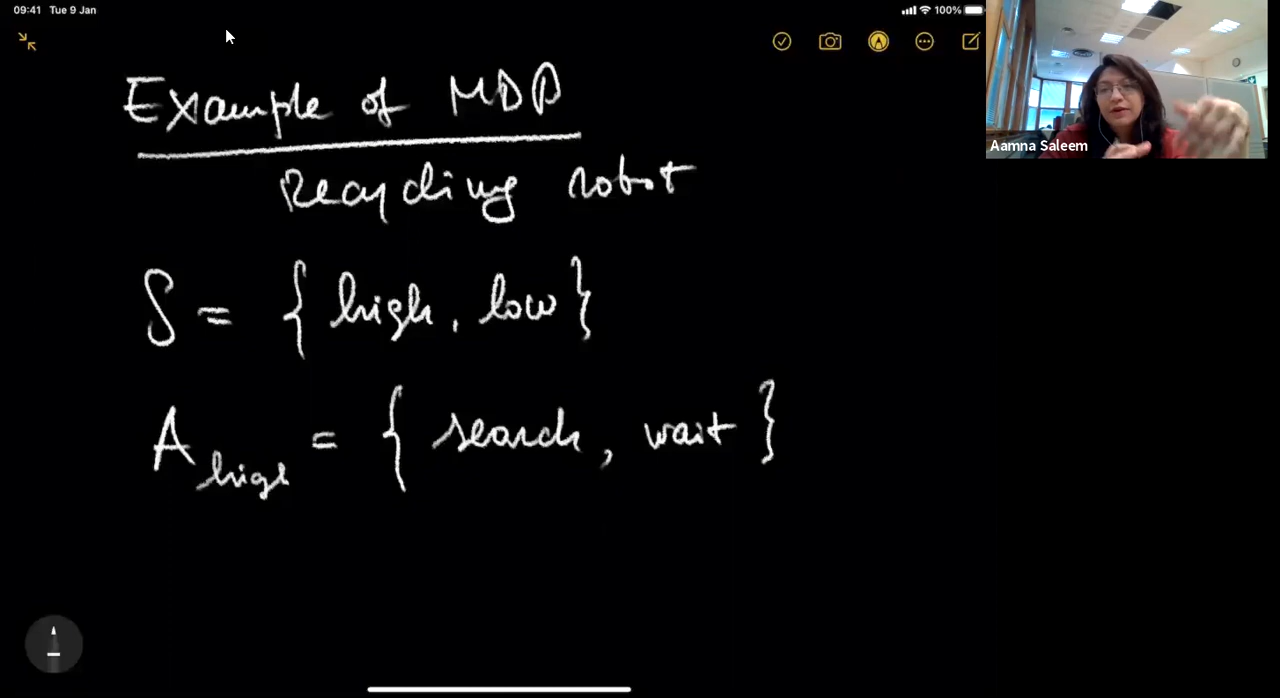 09:41 Tue 9 Jan
100%
Aamna Saleem
Example of MDP
Recycling robot
S = { high, low }
A high = { search, wait }